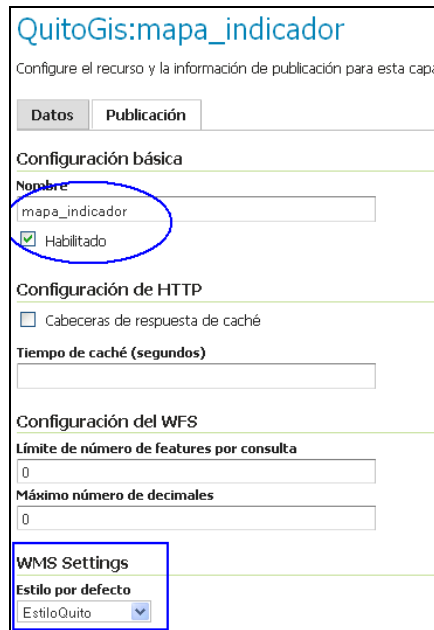 QuitoGis:mapa_indicador
Configure el recurso y la información de publicación para esta capa
Datos Publicación
Configuración básica
Nombre
mapa_indicador
Habilitado
Configuración de HTTP
Cabeceras de respuesta de caché
Tiempo de caché (segundos)
Configuración del WFS
Límite de número de features por consulta
0
Máximo número de decimales
0
WMS Settings
Estilo por defecto
EstiloQuito